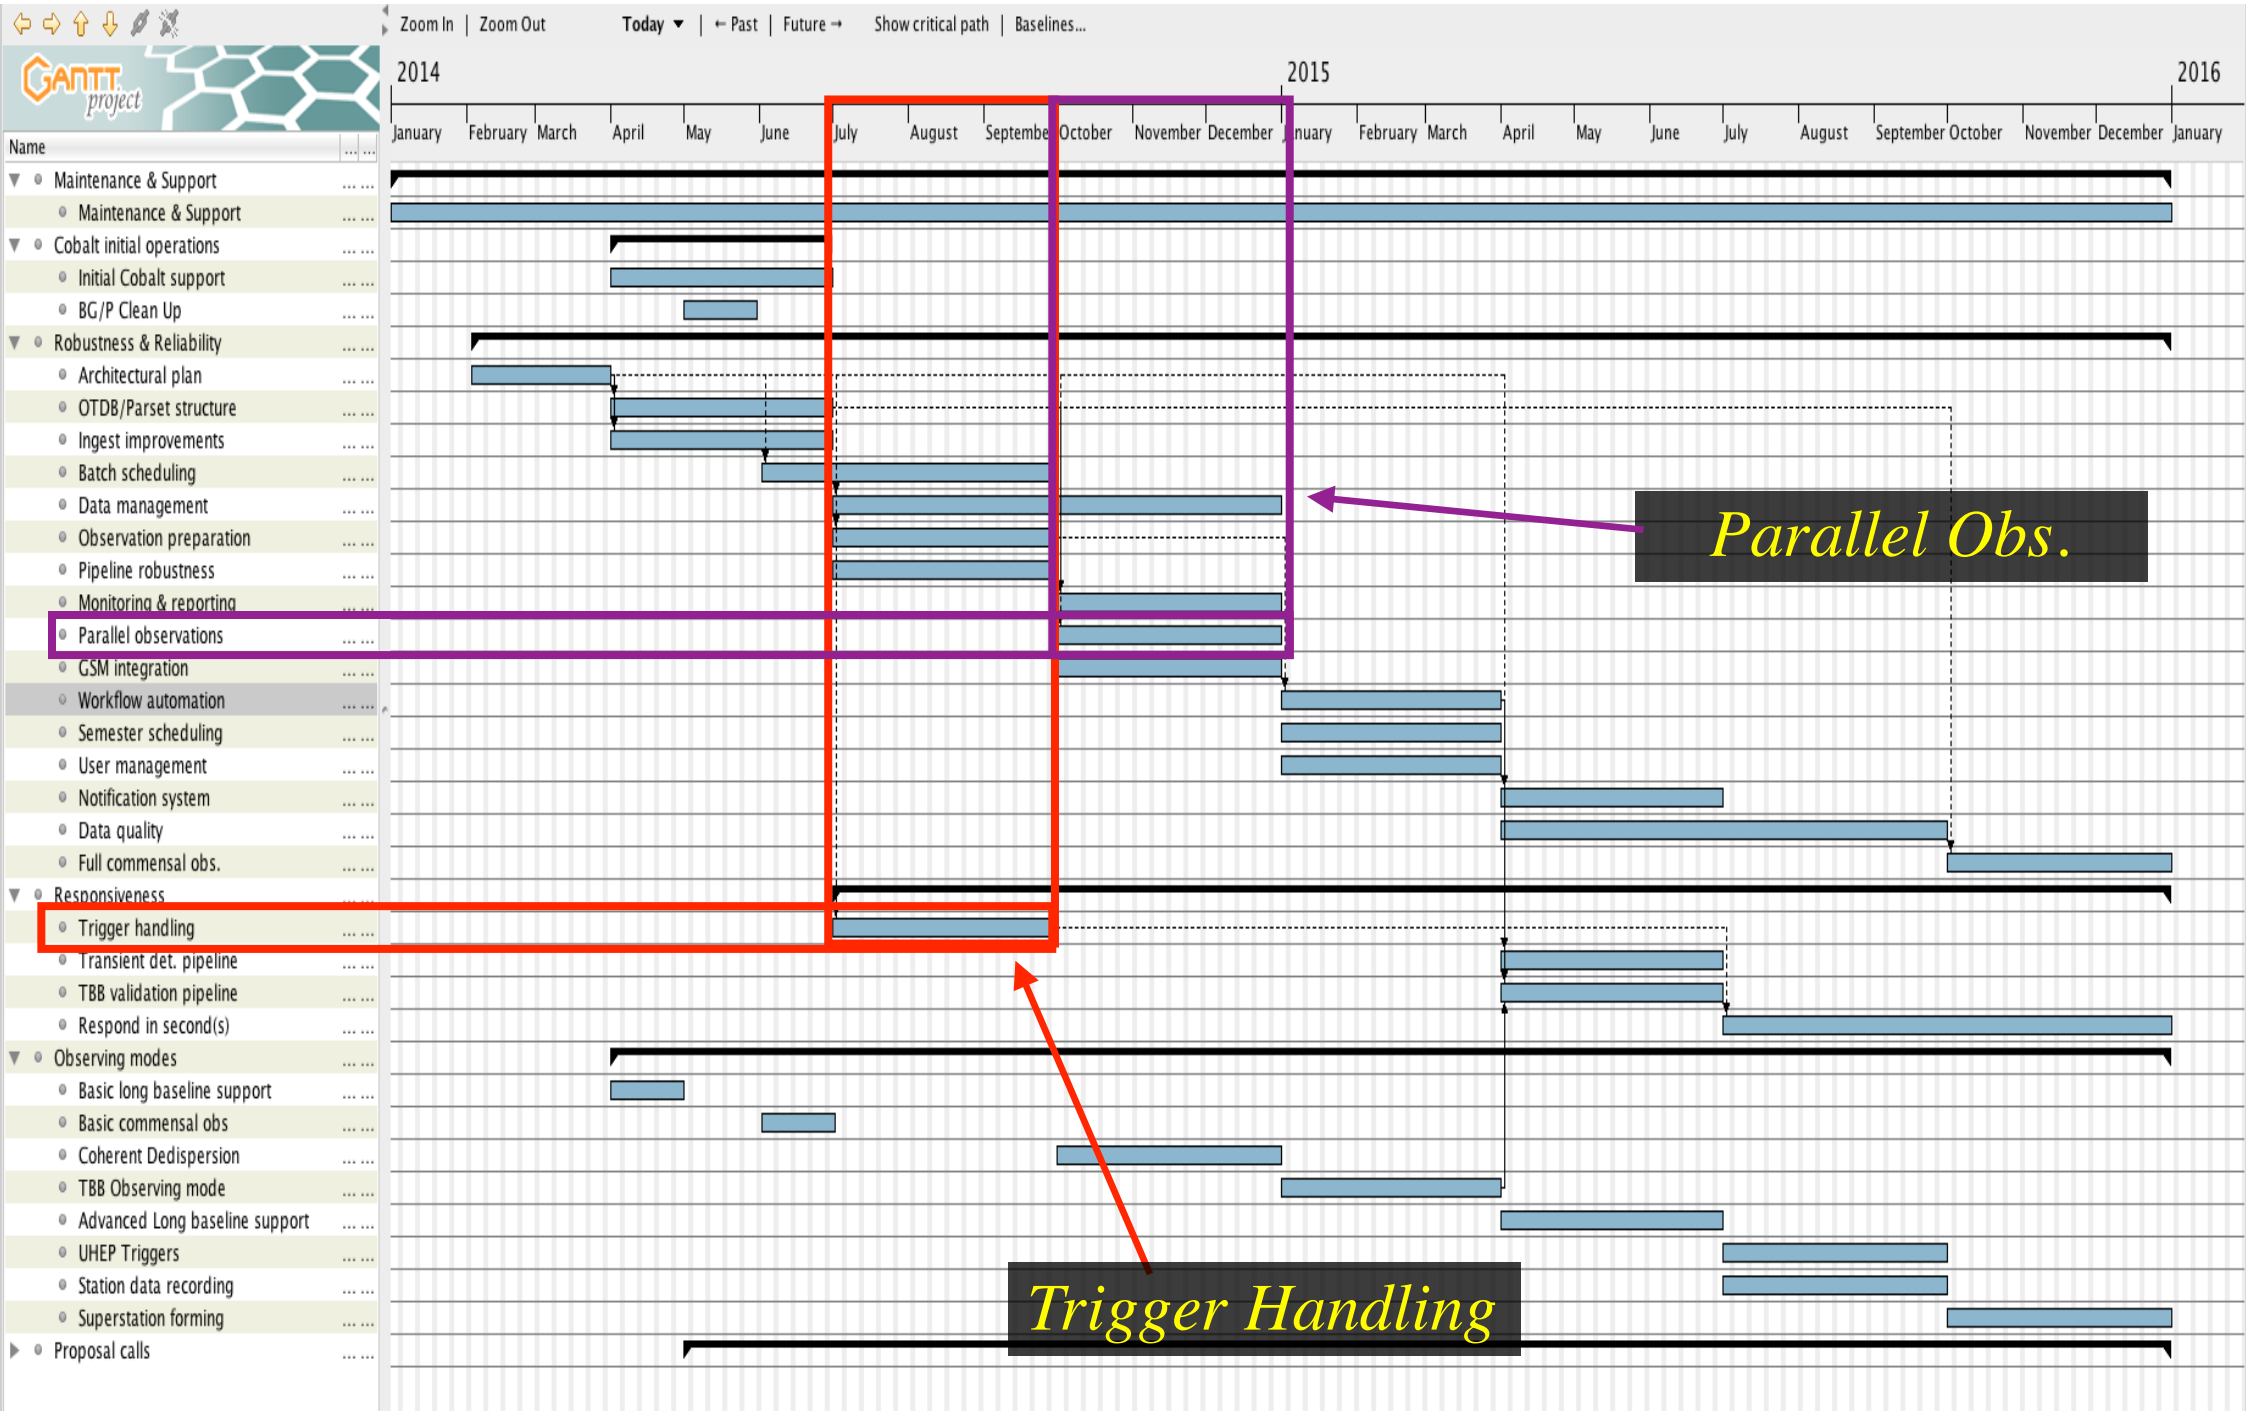 Zoom In | Zoom Out Today ▼ | ←Past | Future→ Show critical path | Baselines...
GANTT
project
2014 2015 2016
January February March April May June July August Septembe October November December January February March April May June July August September October November December January
Name ... ...
Maintenance & Support ... ...
Maintenance & Support ... ...
Cobalt initial operations ... ...
Initial Cobalt support ... ...
BG/P Clean Up ... ...
Robustness & Reliability ... ...
Architectural plan ... ...
OTDB/Parset structure ... ...
Ingest improvements ... ...
Batch scheduling ... ...
Data management ... ...
Observation preparation ... ...
Parallel Obs.
Pipeline robustness ... ...
Monitoring & reporting ... ...
Parallel observations ... ...
GSM integration ... ...
Workflow automation ... ...
Semester scheduling ... ...
User management ... ...
Notification system ... ...
Data quality ... ...
Full commensal obs. ... ...
Responsiveness ... ...
Trigger handling ... ...
Transient det. pipeline ... ...
TBB validation pipeline ... ...
Respond in second(s) ... ...
Observing modes ... ...
Basic long baseline support ... ...
Basic commensal obs ... ...
Coherent Dedispersion ... ...
TBB Observing mode ... ...
Advanced Long baseline support ... ...
UHEP Triggers ... ...
Station data recording ... ...
Trigger Handling
Superstation forming ... ...
Proposal calls ... ...